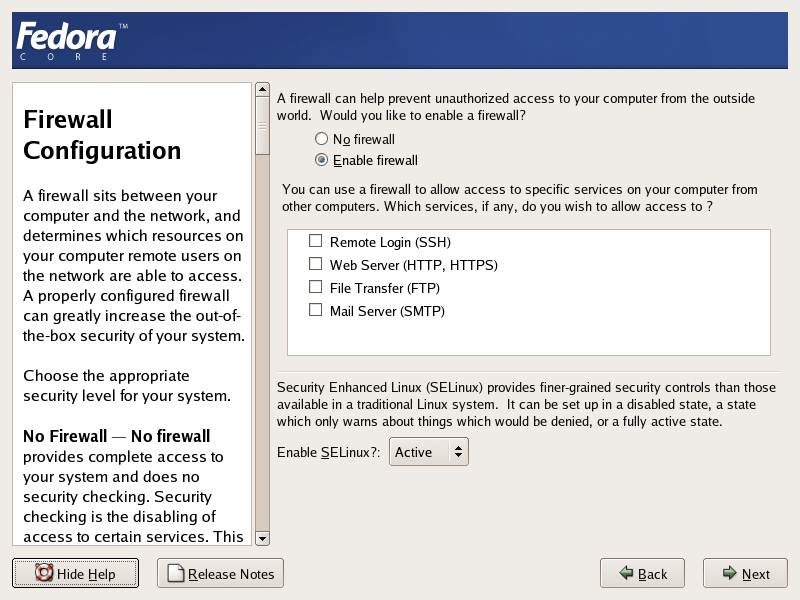 Fedora™
CORE
Firewall
Configuration
A firewall sits between your
computer and the network, and
determines which resources on
your computer remote users on
the network are able to access.
A properly configured firewall
can greatly increase the out-of-
the-box security of your system.
Choose the appropriate
security level for your system.
No Firewall — No firewall
provides complete access to
your system and does no
security checking. Security
checking is the disabling of
access to certain services. This
A firewall can help prevent unauthorized access to your computer from the outside
world.  Would you like to enable a firewall?
No firewall
Enable firewall
You can use a firewall to allow access to specific services on your computer from
other computers. Which services, if any, do you wish to allow access to ?
Remote Login (SSH)
Web Server (HTTP, HTTPS)
File Transfer (FTP)
Mail Server (SMTP)
Security Enhanced Linux (SELinux) provides finer-grained security controls than those
available in a traditional Linux system.  It can be set up in a disabled state, a state
which only warns about things which would be denied, or a fully active state.
Enable SELinux?: Active
Hide Help Release Notes Back Next